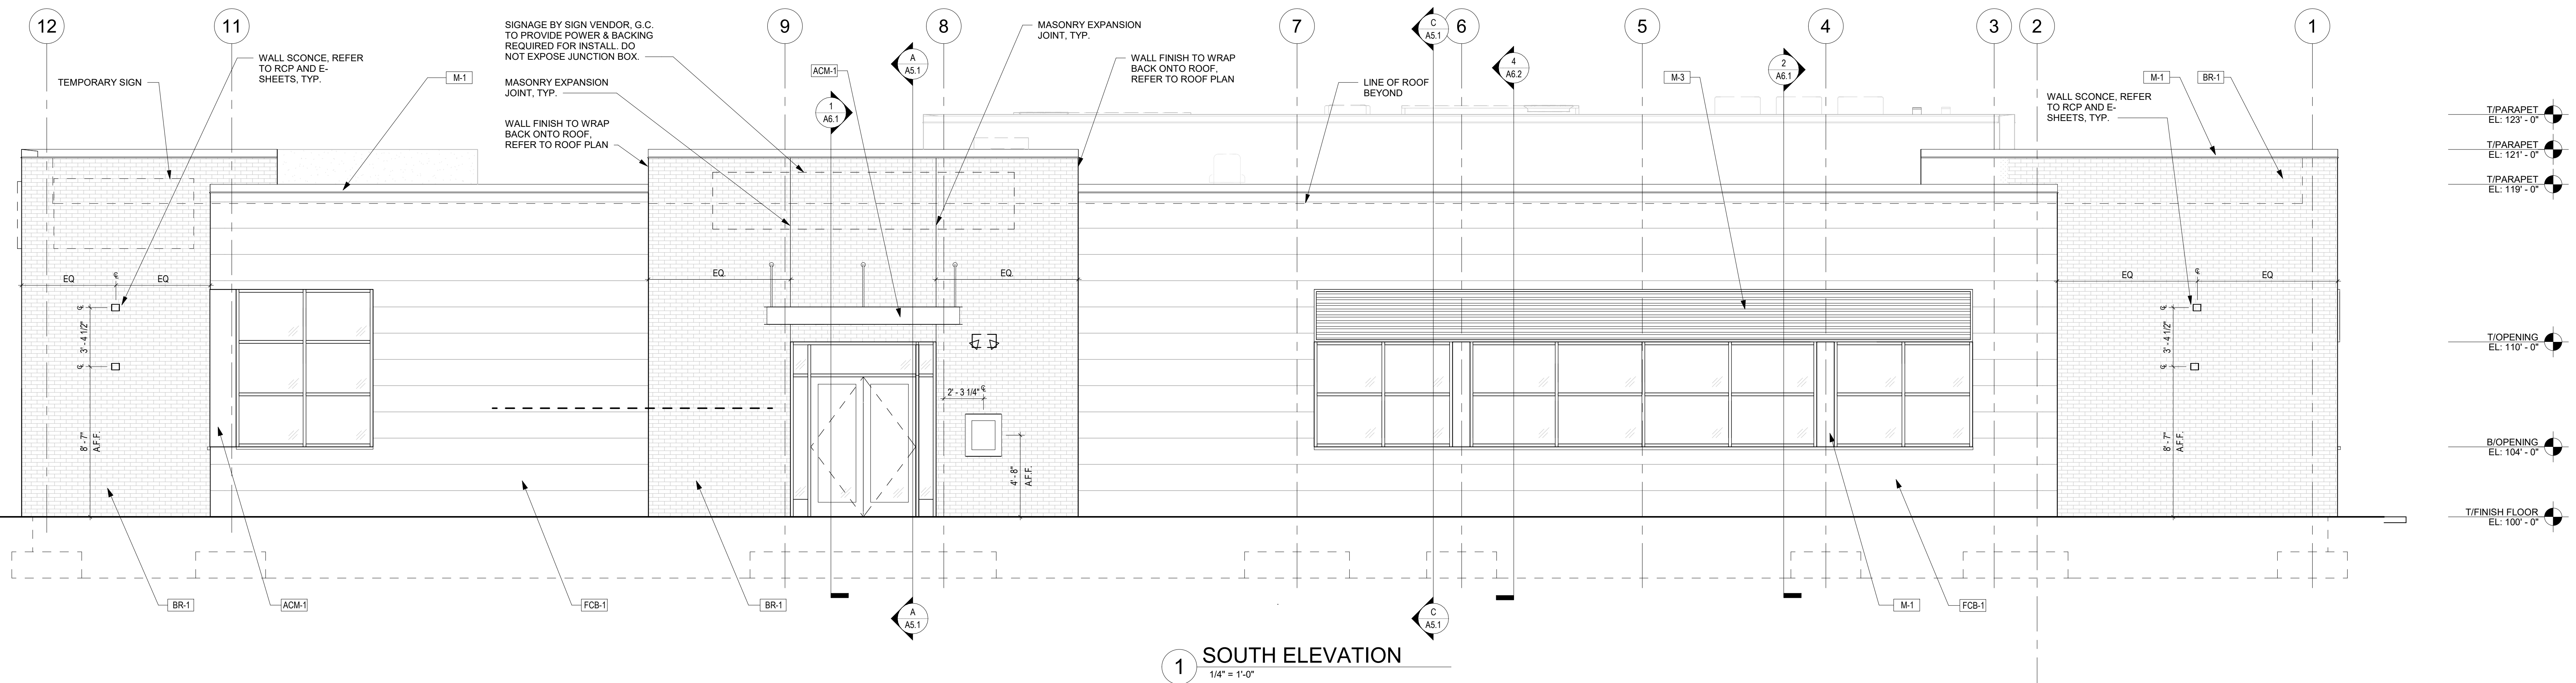 12
11
9
8
7
6
5
4
3
2
1
TEMPORARY SIGN
WALL SCONCE, REFER
TO RCP AND E-
SHEETS, TYP.
M-1
SIGNAGE BY SIGN VENDOR, G.C.
TO PROVIDE POWER & BACKING
REQUIRED FOR INSTALL. DO
NOT EXPOSE JUNCTION BOX.
MASONRY EXPANSION
JOINT, TYP.
WALL FINISH TO WRAP
BACK ONTO ROOF,
REFER TO ROOF PLAN
ACM-1
1
A6.1
A
A5.1
MASONRY EXPANSION
JOINT, TYP.
WALL FINISH TO WRAP
BACK ONTO ROOF,
REFER TO ROOF PLAN
LINE OF ROOF
BEYOND
C
A5.1
4
A6.2
M-3
2
A6.1
M-1
BR-1
WALL SCONCE, REFER
TO RCP AND E-
SHEETS, TYP.
T/PARAPET
EL: 123' - 0"
T/PARAPET
EL: 121' - 0"
T/PARAPET
EL: 119' - 0"
T/OPENING
EL: 110' - 0"
B/OPENING
EL: 104' - 0"
T/FINISH FLOOR
EL: 100' - 0"
EQ
EQ
3' - 4 1/2"
8' - 7"
A.F.F.
EQ.
EQ.
2' - 3 1/4"
4' - 8"
A.F.F.
EQ
EQ
3' - 4 1/2"
8' - 7"
A.F.F.
BR-1
ACM-1
FCB-1
BR-1
A
A5.1
C
A5.1
M-1
FCB-1
1
SOUTH ELEVATION
1/4" = 1'-0"